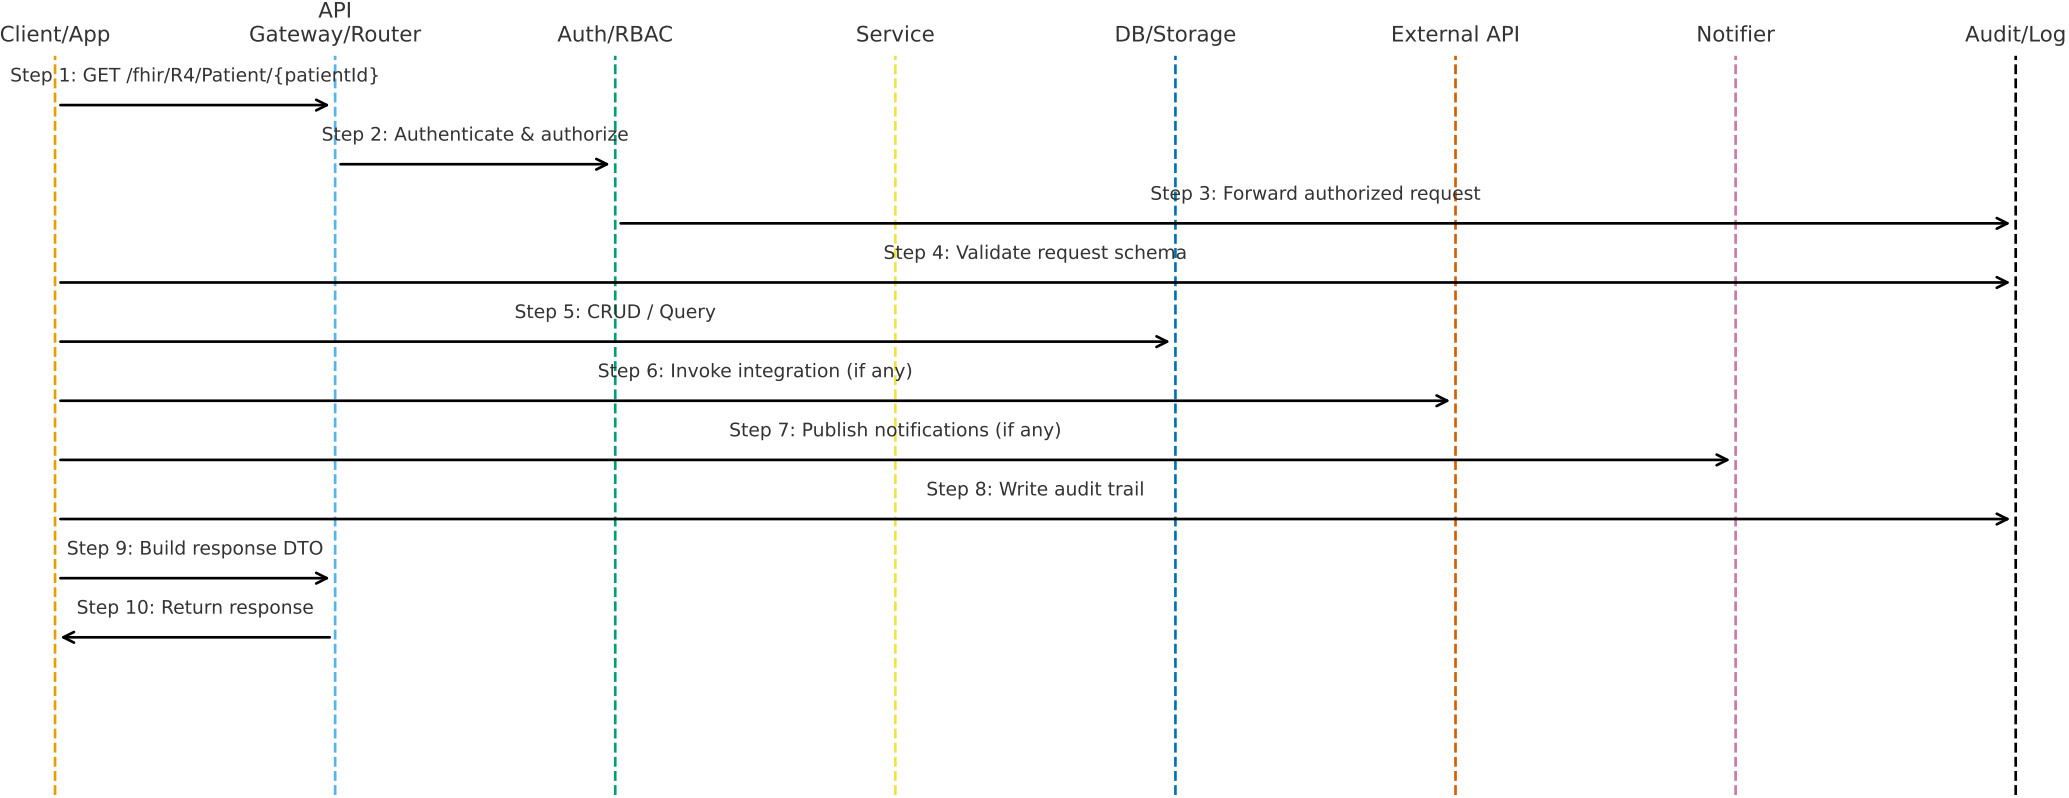 API
Client/App
Gateway/Router
Auth/RBAC
Service
DB/Storage
External API
Notifier
Audit/Log
Step 1: GET /fhir/R4/Patient/{patientId}
Step 2: Authenticate & authorize
Step 3: Forward authorized request
Step 4: Validate request schema
Step 5: CRUD / Query
Step 6: Invoke integration (if any)
Step 7: Publish notifications (if any)
Step 8: Write audit trail
Step 9: Build response DTO
Step 10: Return response